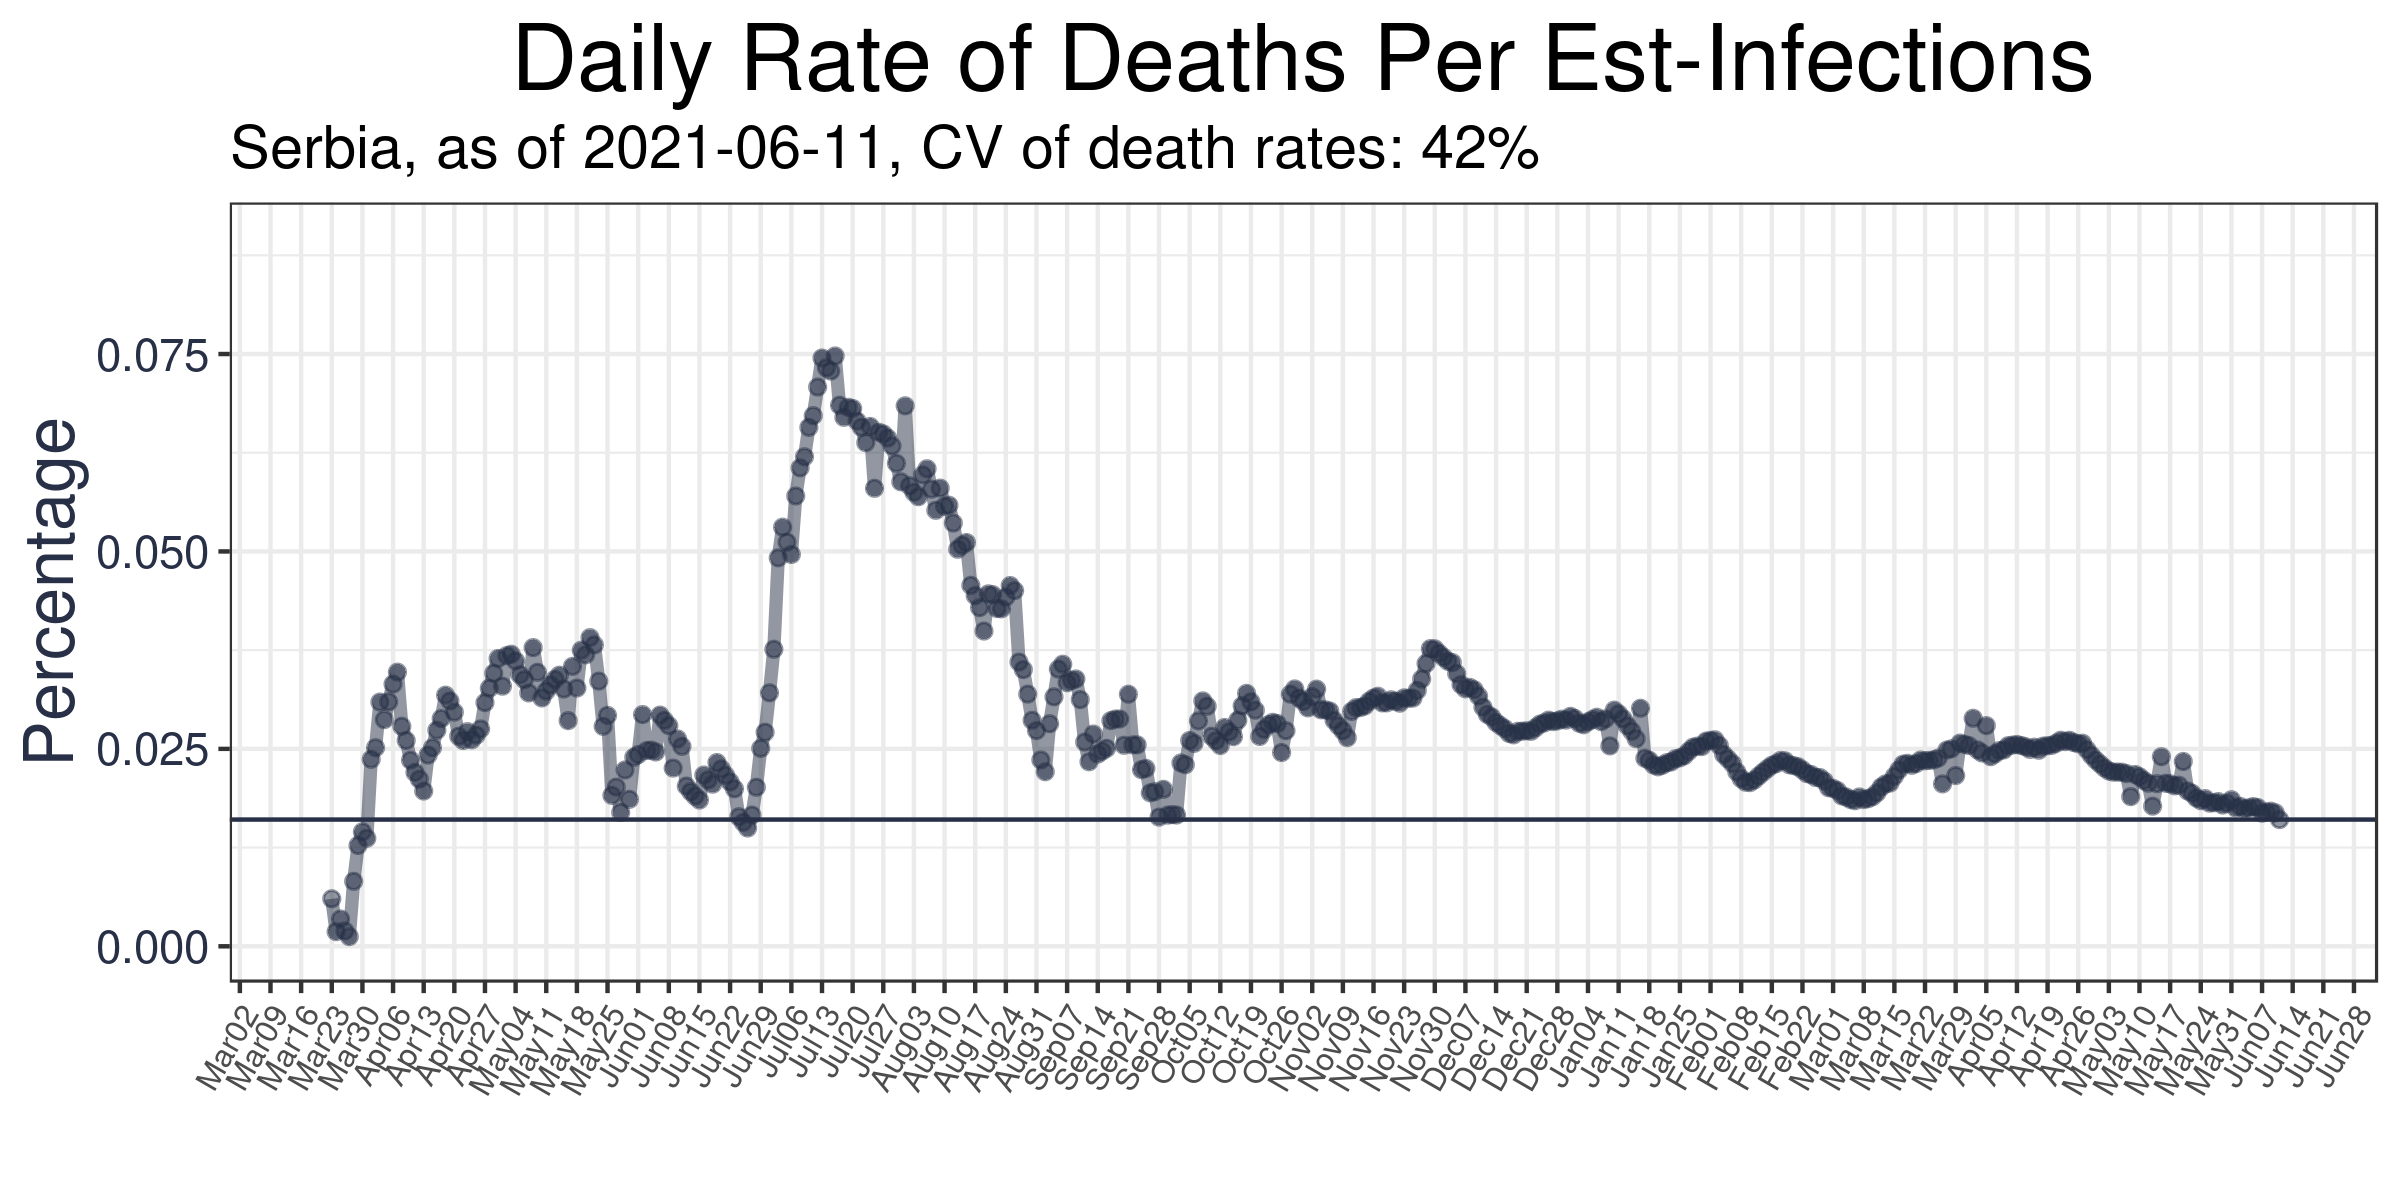 Daily Rate of Deaths Per Est-Infections
Serbia, as of 2021-06-11, CV of death rates: 42%
Percentage
0.075
0.050
0.025
0.000
Mar02
Mar09
Mar16
Mar23
Mar30
Apr06
Apr13
Apr20
Apr27
May04
May11
May18
May25
Jun01
Jun08
Jun15
Jun22
Jun29
Jul06
Jul13
Jul20
Jul27
Aug03
Aug10
Aug17
Aug24
Aug31
Sep07
Sep14
Sep21
Sep28
Oct05
Oct12
Oct19
Oct26
Nov02
Nov09
Nov16
Nov23
Nov30
Dec07
Dec14
Dec21
Dec28
Jan04
Jan11
Jan18
Jan25
Feb01
Feb08
Feb15
Feb22
Mar01
Mar08
Mar15
Mar22
Mar29
Apr05
Apr12
Apr19
Apr26
May03
May10
May17
May24
May31
Jun07
Jun14
Jun21
Jun28